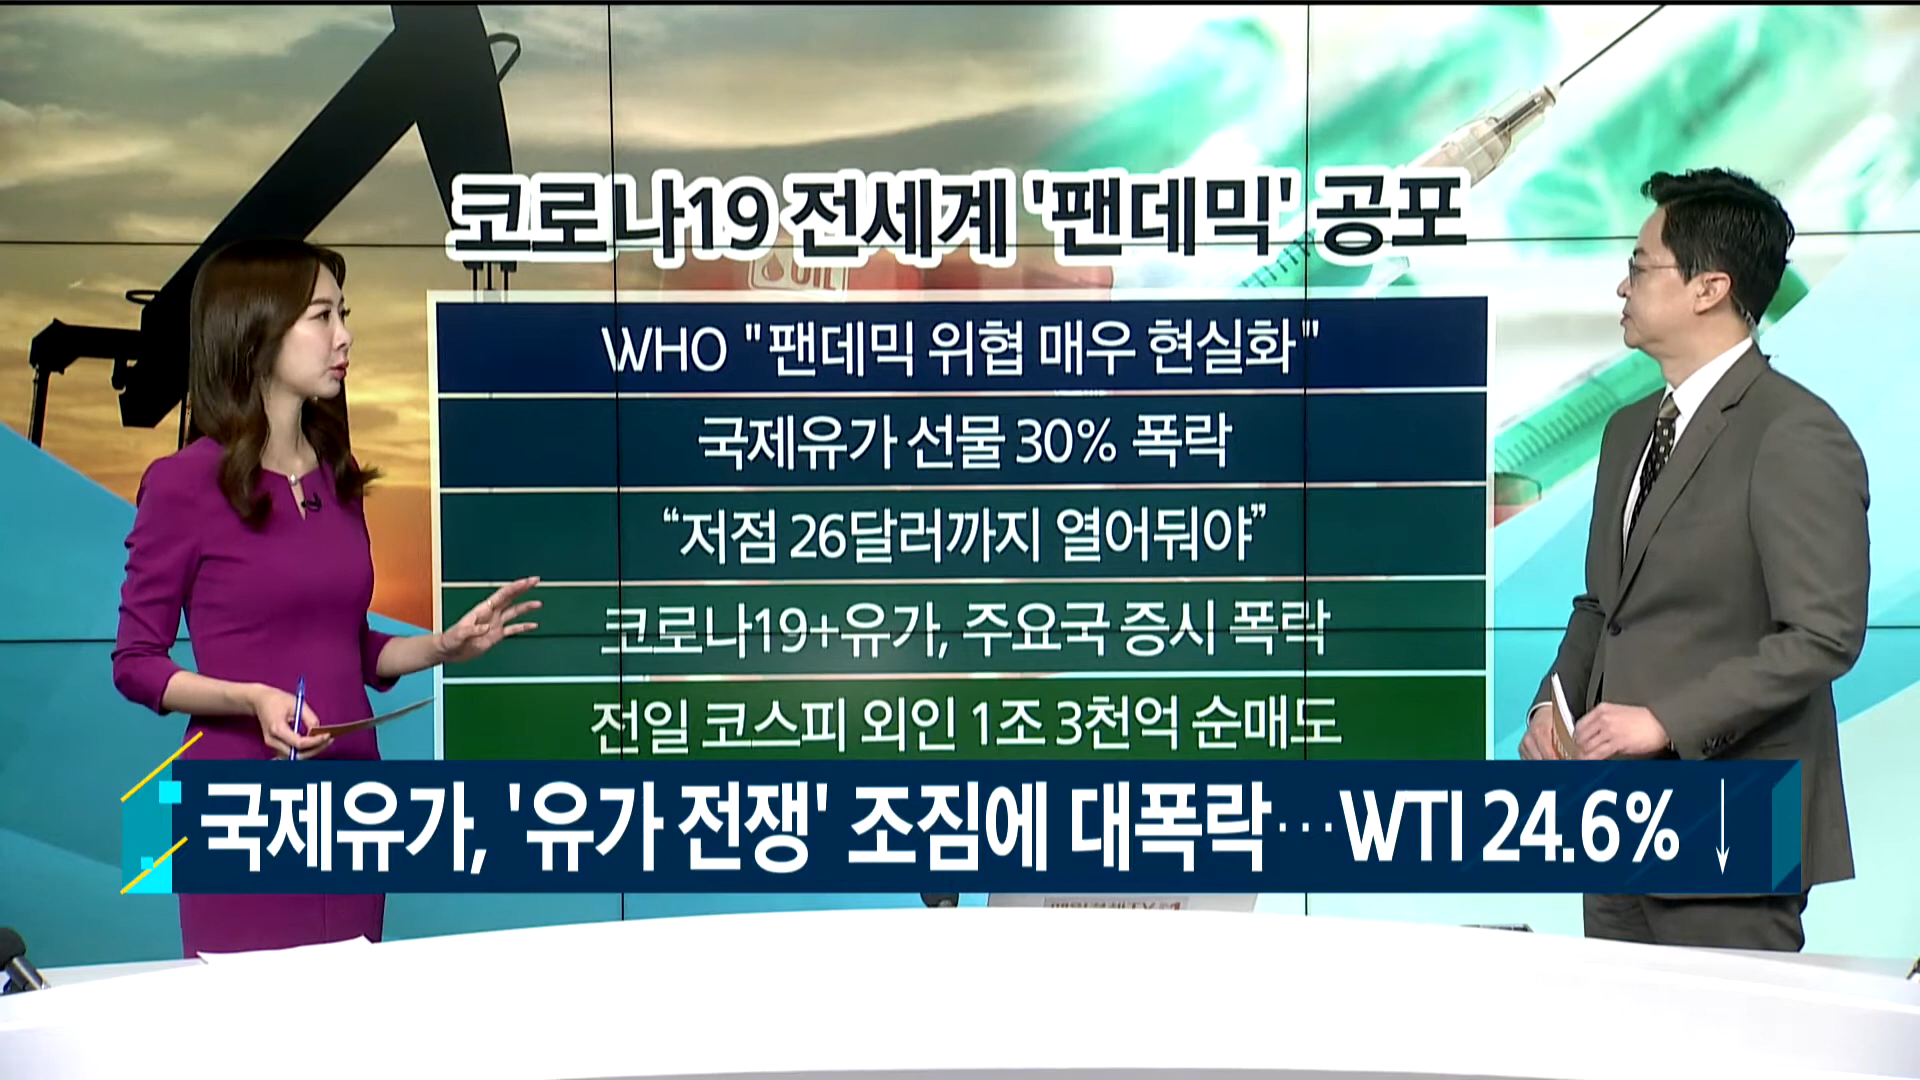 코로나19 전세계 '팬데믹' 공포
OIL
WHO "팬데믹 위협 매우 현실화"
국제유가 선물 30% 폭락
“저점 26달러까지 열어둬야”
코로나19+유가, 주요국 증시 폭락
전일 코스피 외인 1조 3천억 순매도
국제유가, '유가 전쟁' 조짐에 대폭락…WTI 24.6% ↓